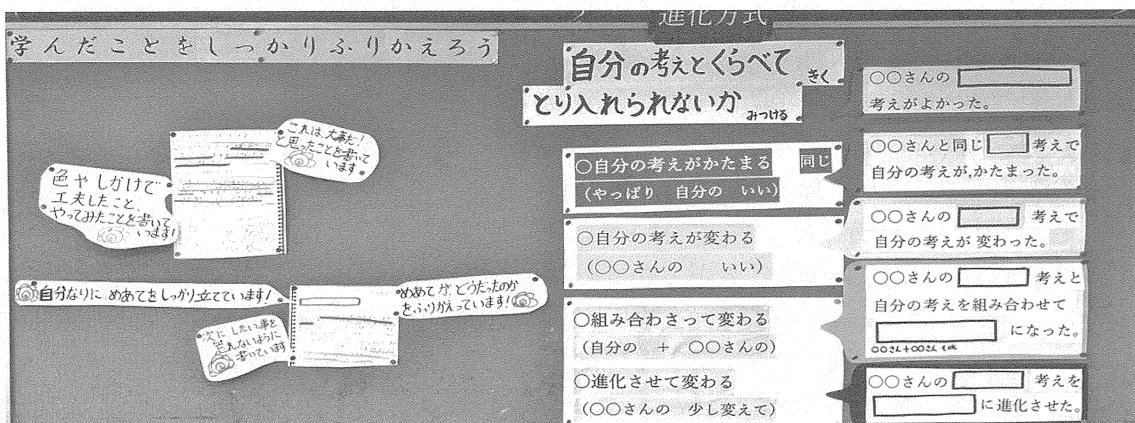 学んだことをしっかりふりかえろう
これは、大事だ!
と思ったことを書いて
います
色やしかけで
工夫したこと、
やってみたことを書いて
います!
自分なりに めあてをしっかり立てています!
めあてが、どうだったのか
をふりかえっています!
次に したい事を
忘れないように
書いています
進化方式
自分の考えとくらべて きく
とり入れられないか みつける
○自分の考えがかたまる 同じ
(やっぱり 自分の いい)
○自分の考えが変わる
(○○さんの いい)
○組み合わさって変わる
(自分の + ○○さんの)
○進化させて変わる
(○○さんの 少し変えて)
○○さんの
考えがよかった。
○○さんと同じ 考えで
自分の考えが,かたまった。
○○さんの 考えで
自分の考えが 変わった。
○○さんの 考えと
自分の考えを組み合わせて
になった。
○○さん+○○さん
○○さんの 考えを
に進化させた。